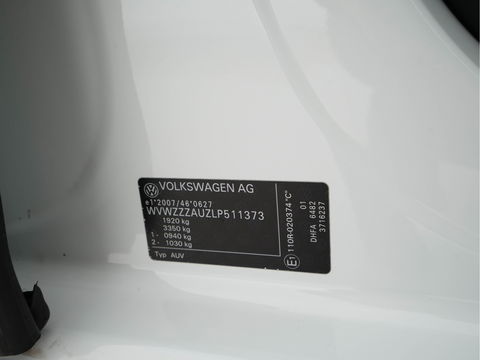 VOLKSWAGEN AG
e1*2007/46*0627
WVWZZZAUZLP511373
1920 kg
3350 kg
1- 0940 kg
2- 1030 kg
Typ AUV
E1 110R-020374"C"
01
DHFA 6482
3716237